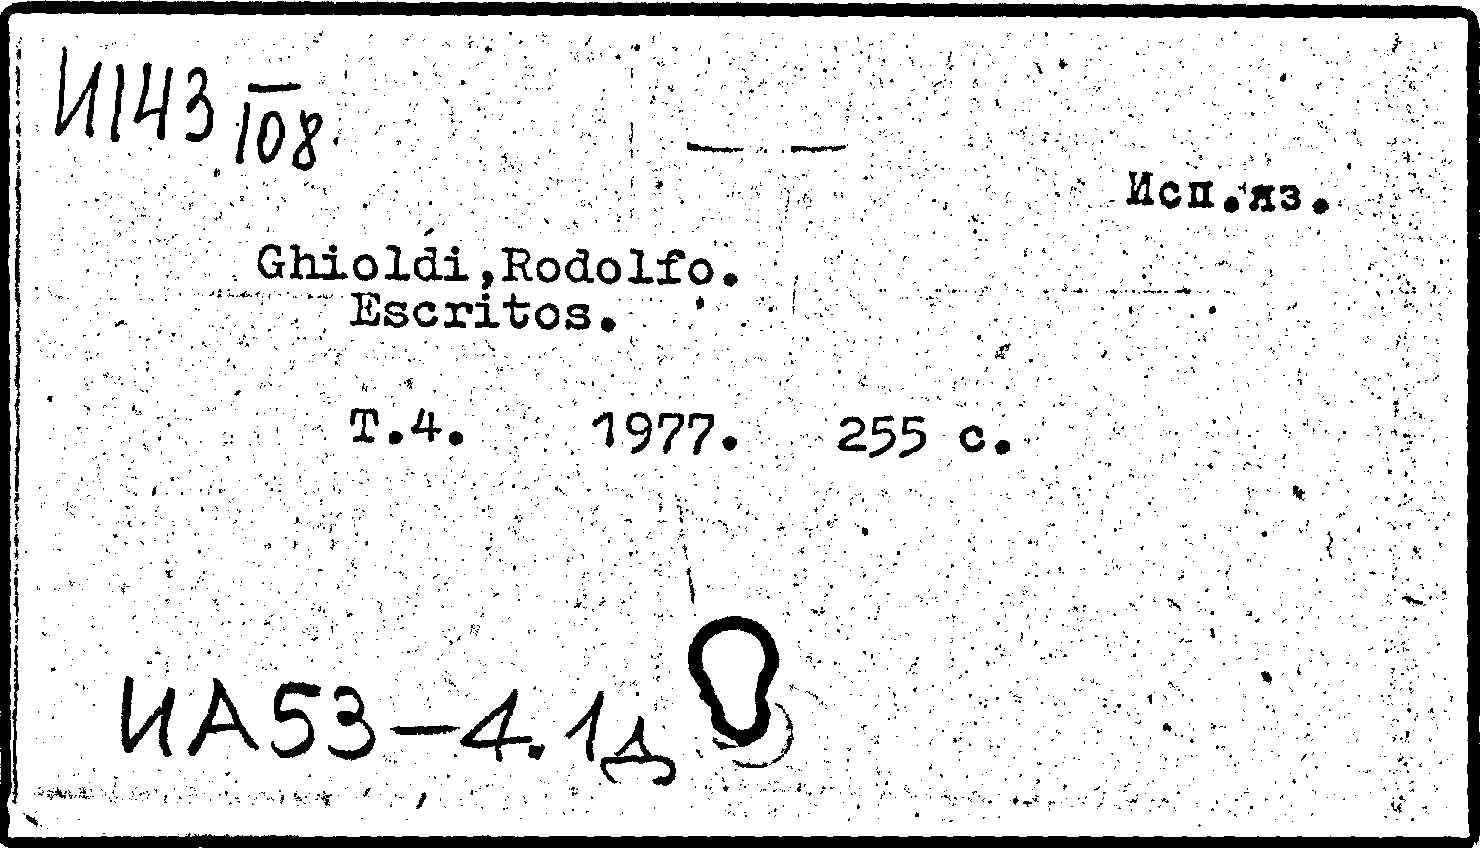 И143 108
Исп.яз.
Ghioldi,Rodolfo.
Escritos.
Т.4. 1977. 255 с.
ИА53-4.1д